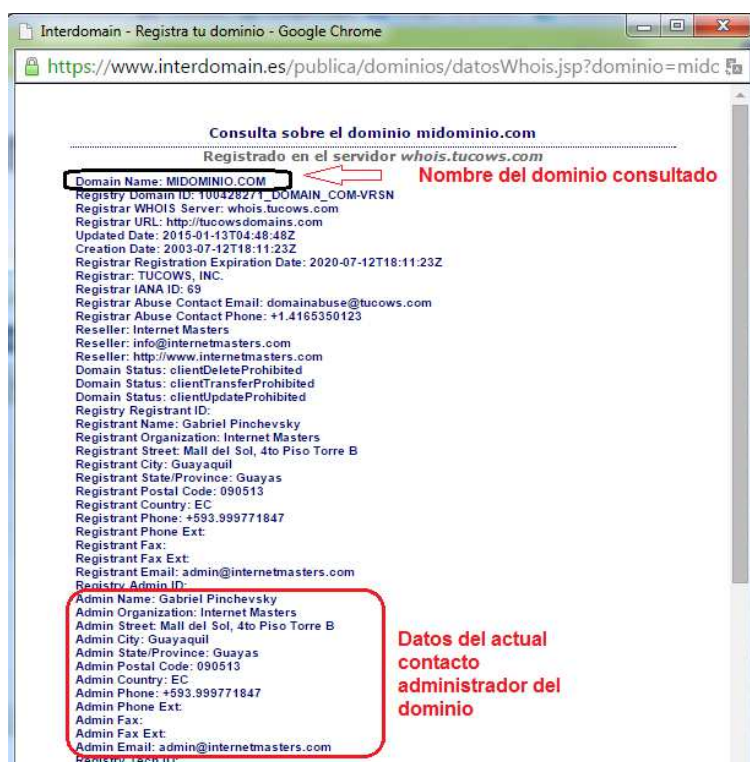 Interdomain - Registra tu dominio - Google Chrome
https://www.interdomain.es/publica/dominios/datosWhois.jsp?dominio=midc
Consulta sobre el dominio midominio.com
Registrado en el servidor whois.tucows.com
Domain Name: MIDOMINIO.COM
Nombre del dominio consultado
Registry Domain ID: 100428271_DOMAIN_COM-VRSN
Registrar WHOIS Server: whois.tucows.com
Registrar URL: http://tucowsdomains.com
Updated Date: 2015-01-13T04:48:48Z
Creation Date: 2003-07-12T18:11:23Z
Registrar Registration Expiration Date: 2020-07-12T18:11:23Z
Registrar: TUCOWS, INC.
Registrar IANA ID: 69
Registrar Abuse Contact Email: domainabuse@tucows.com
Registrar Abuse Contact Phone: +1.4165350123
Reseller: Internet Masters
Reseller: info@internetmasters.com
Reseller: http://www.internetmasters.com
Domain Status: clientDeleteProhibited
Domain Status: clientTransferProhibited
Domain Status: clientUpdateProhibited
Registry Registrant ID:
Registrant Name: Gabriel Pinchevsky
Registrant Organization: Internet Masters
Registrant Street: Mall del Sol, 4to Piso Torre B
Registrant City: Guayaquil
Registrant State/Province: Guayas
Registrant Postal Code: 090513
Registrant Country: EC
Registrant Phone: +593.999771847
Registrant Phone Ext:
Registrant Fax:
Registrant Fax Ext:
Registrant Email: admin@internetmasters.com
Registry Admin ID:
Admin Name: Gabriel Pinchevsky
Admin Organization: Internet Masters
Admin Street: Mall del Sol, 4to Piso Torre B
Admin City: Guayaquil
Admin State/Province: Guayas
Admin Postal Code: 090513
Admin Country: EC
Admin Phone: +593.999771847
Admin Phone Ext:
Admin Fax:
Admin Fax Ext:
Admin Email: admin@internetmasters.com
Datos del actual
contacto
administrador del
dominio
Registry Tech ID: